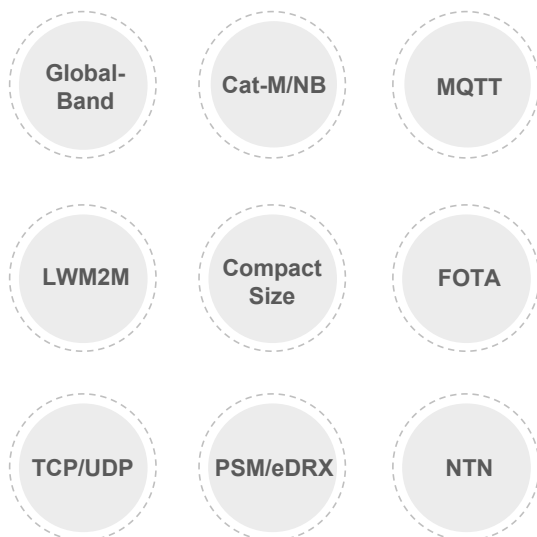 Global-
Band
Cat-M/NB
MQTT
LWM2M
Compact
Size
FOTA
TCP/UDP
PSM/eDRX
NTN